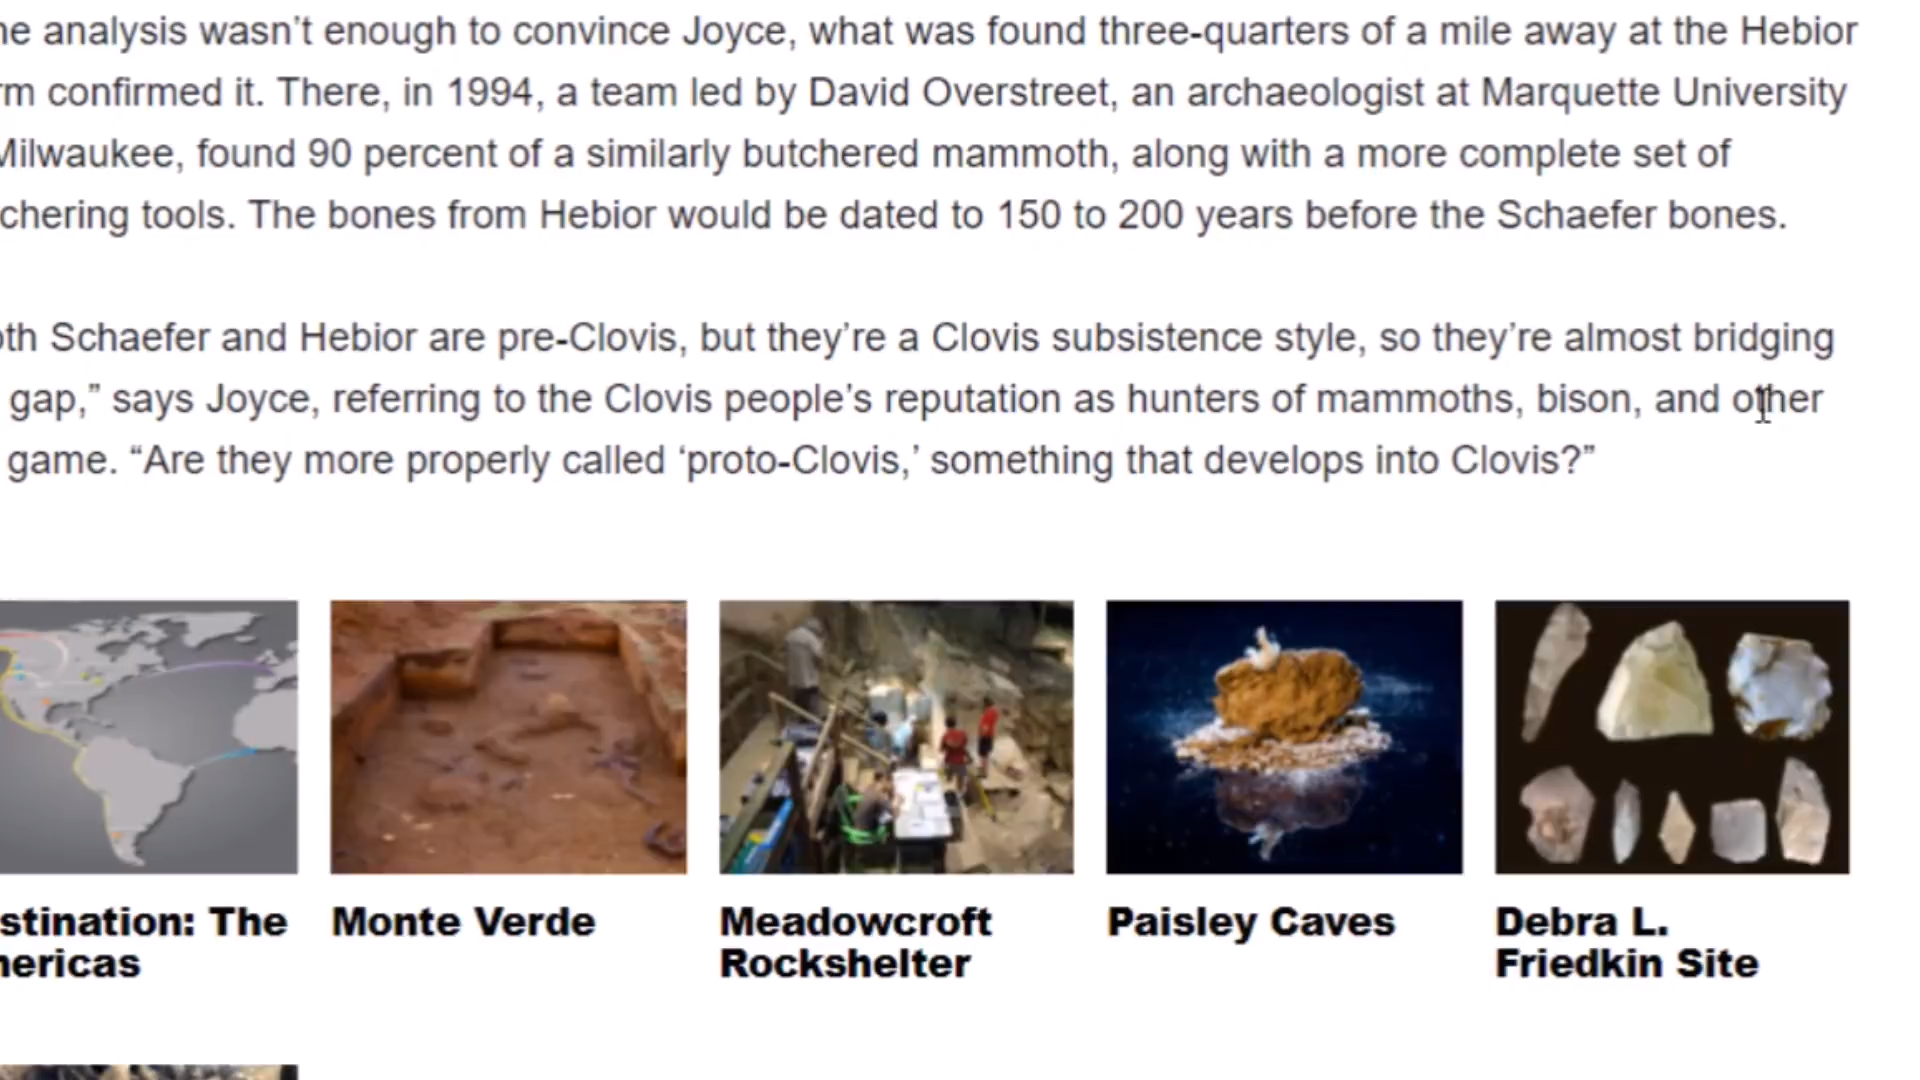 he analysis wasn’t enough to convince Joyce, what was found three-quarters of a mile away at the Hebior
rm confirmed it. There, in 1994, a team led by David Overstreet, an archaeologist at Marquette University
Milwaukee, found 90 percent of a similarly butchered mammoth, along with a more complete set of
chering tools. The bones from Hebior would be dated to 150 to 200 years before the Schaefer bones.
oth Schaefer and Hebior are pre-Clovis, but they’re a Clovis subsistence style, so they’re almost bridging
gap,” says Joyce, referring to the Clovis people’s reputation as hunters of mammoths, bison, and other
game. “Are they more properly called ‘proto-Clovis,’ something that develops into Clovis?”
stination: The
mericas
Monte Verde
Meadowcroft
Rockshelter
Paisley Caves
Debra L.
Friedkin Site